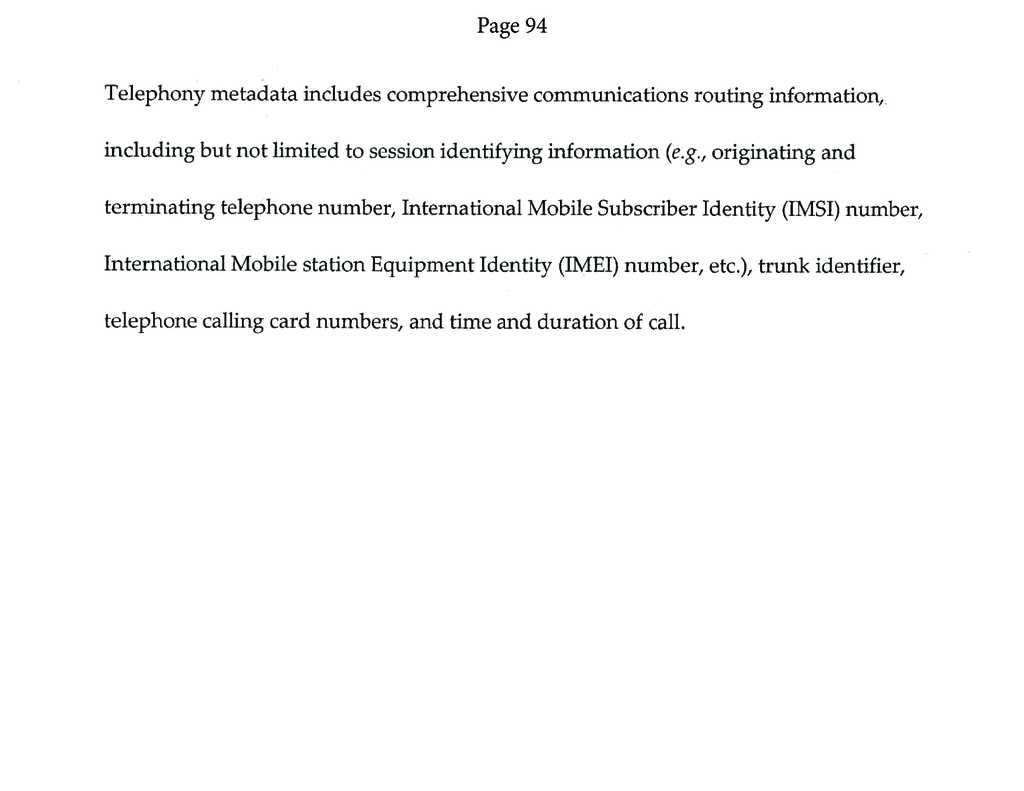 Page 94
Telephony metadata includes comprehensive communications routing information,
including but not limited to session identifying information (e.g., originating and
terminating telephone number, International Mobile Subscriber Identity (IMSI) number,
International Mobile station Equipment Identity (IMEI) number, etc.), trunk identifier,
telephone calling card numbers, and time and duration of call.